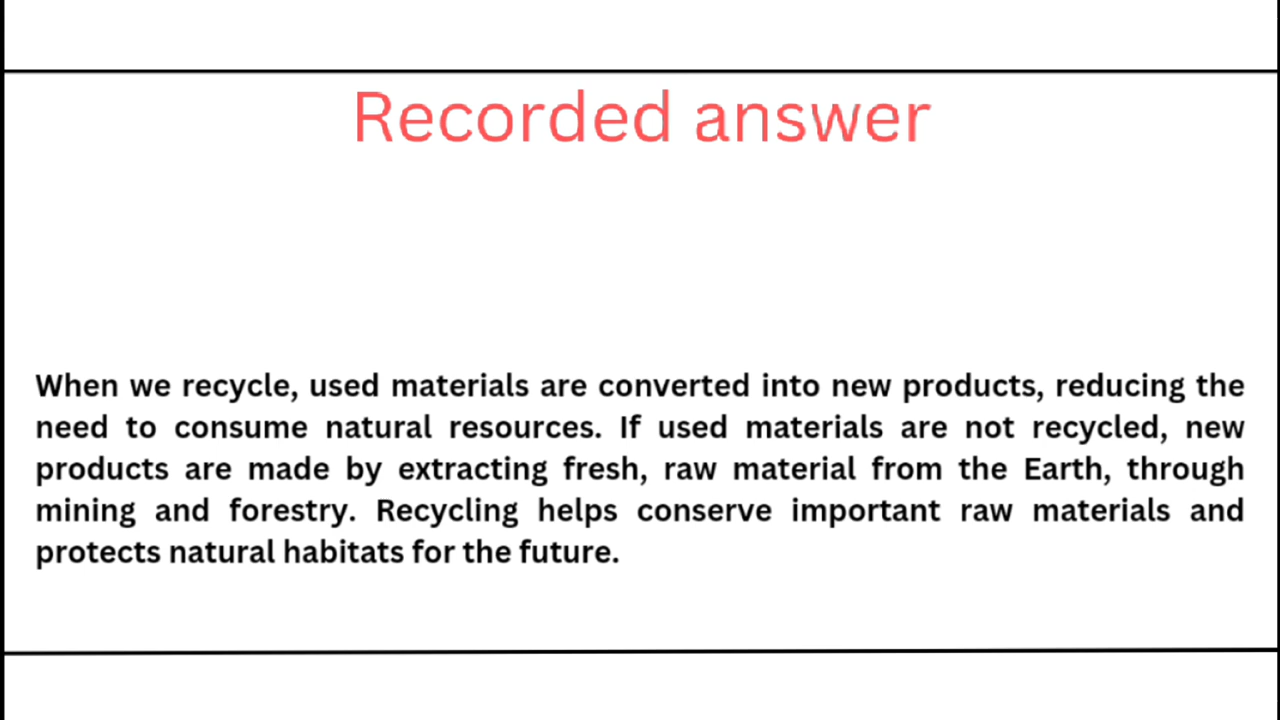 Recorded answer
When we recycle, used materials are converted into new products, reducing the
need to consume natural resources. If used materials are not recycled, new
products are made by extracting fresh, raw material from the Earth, through
mining and forestry. Recycling helps conserve important raw materials and
protects natural habitats for the future.